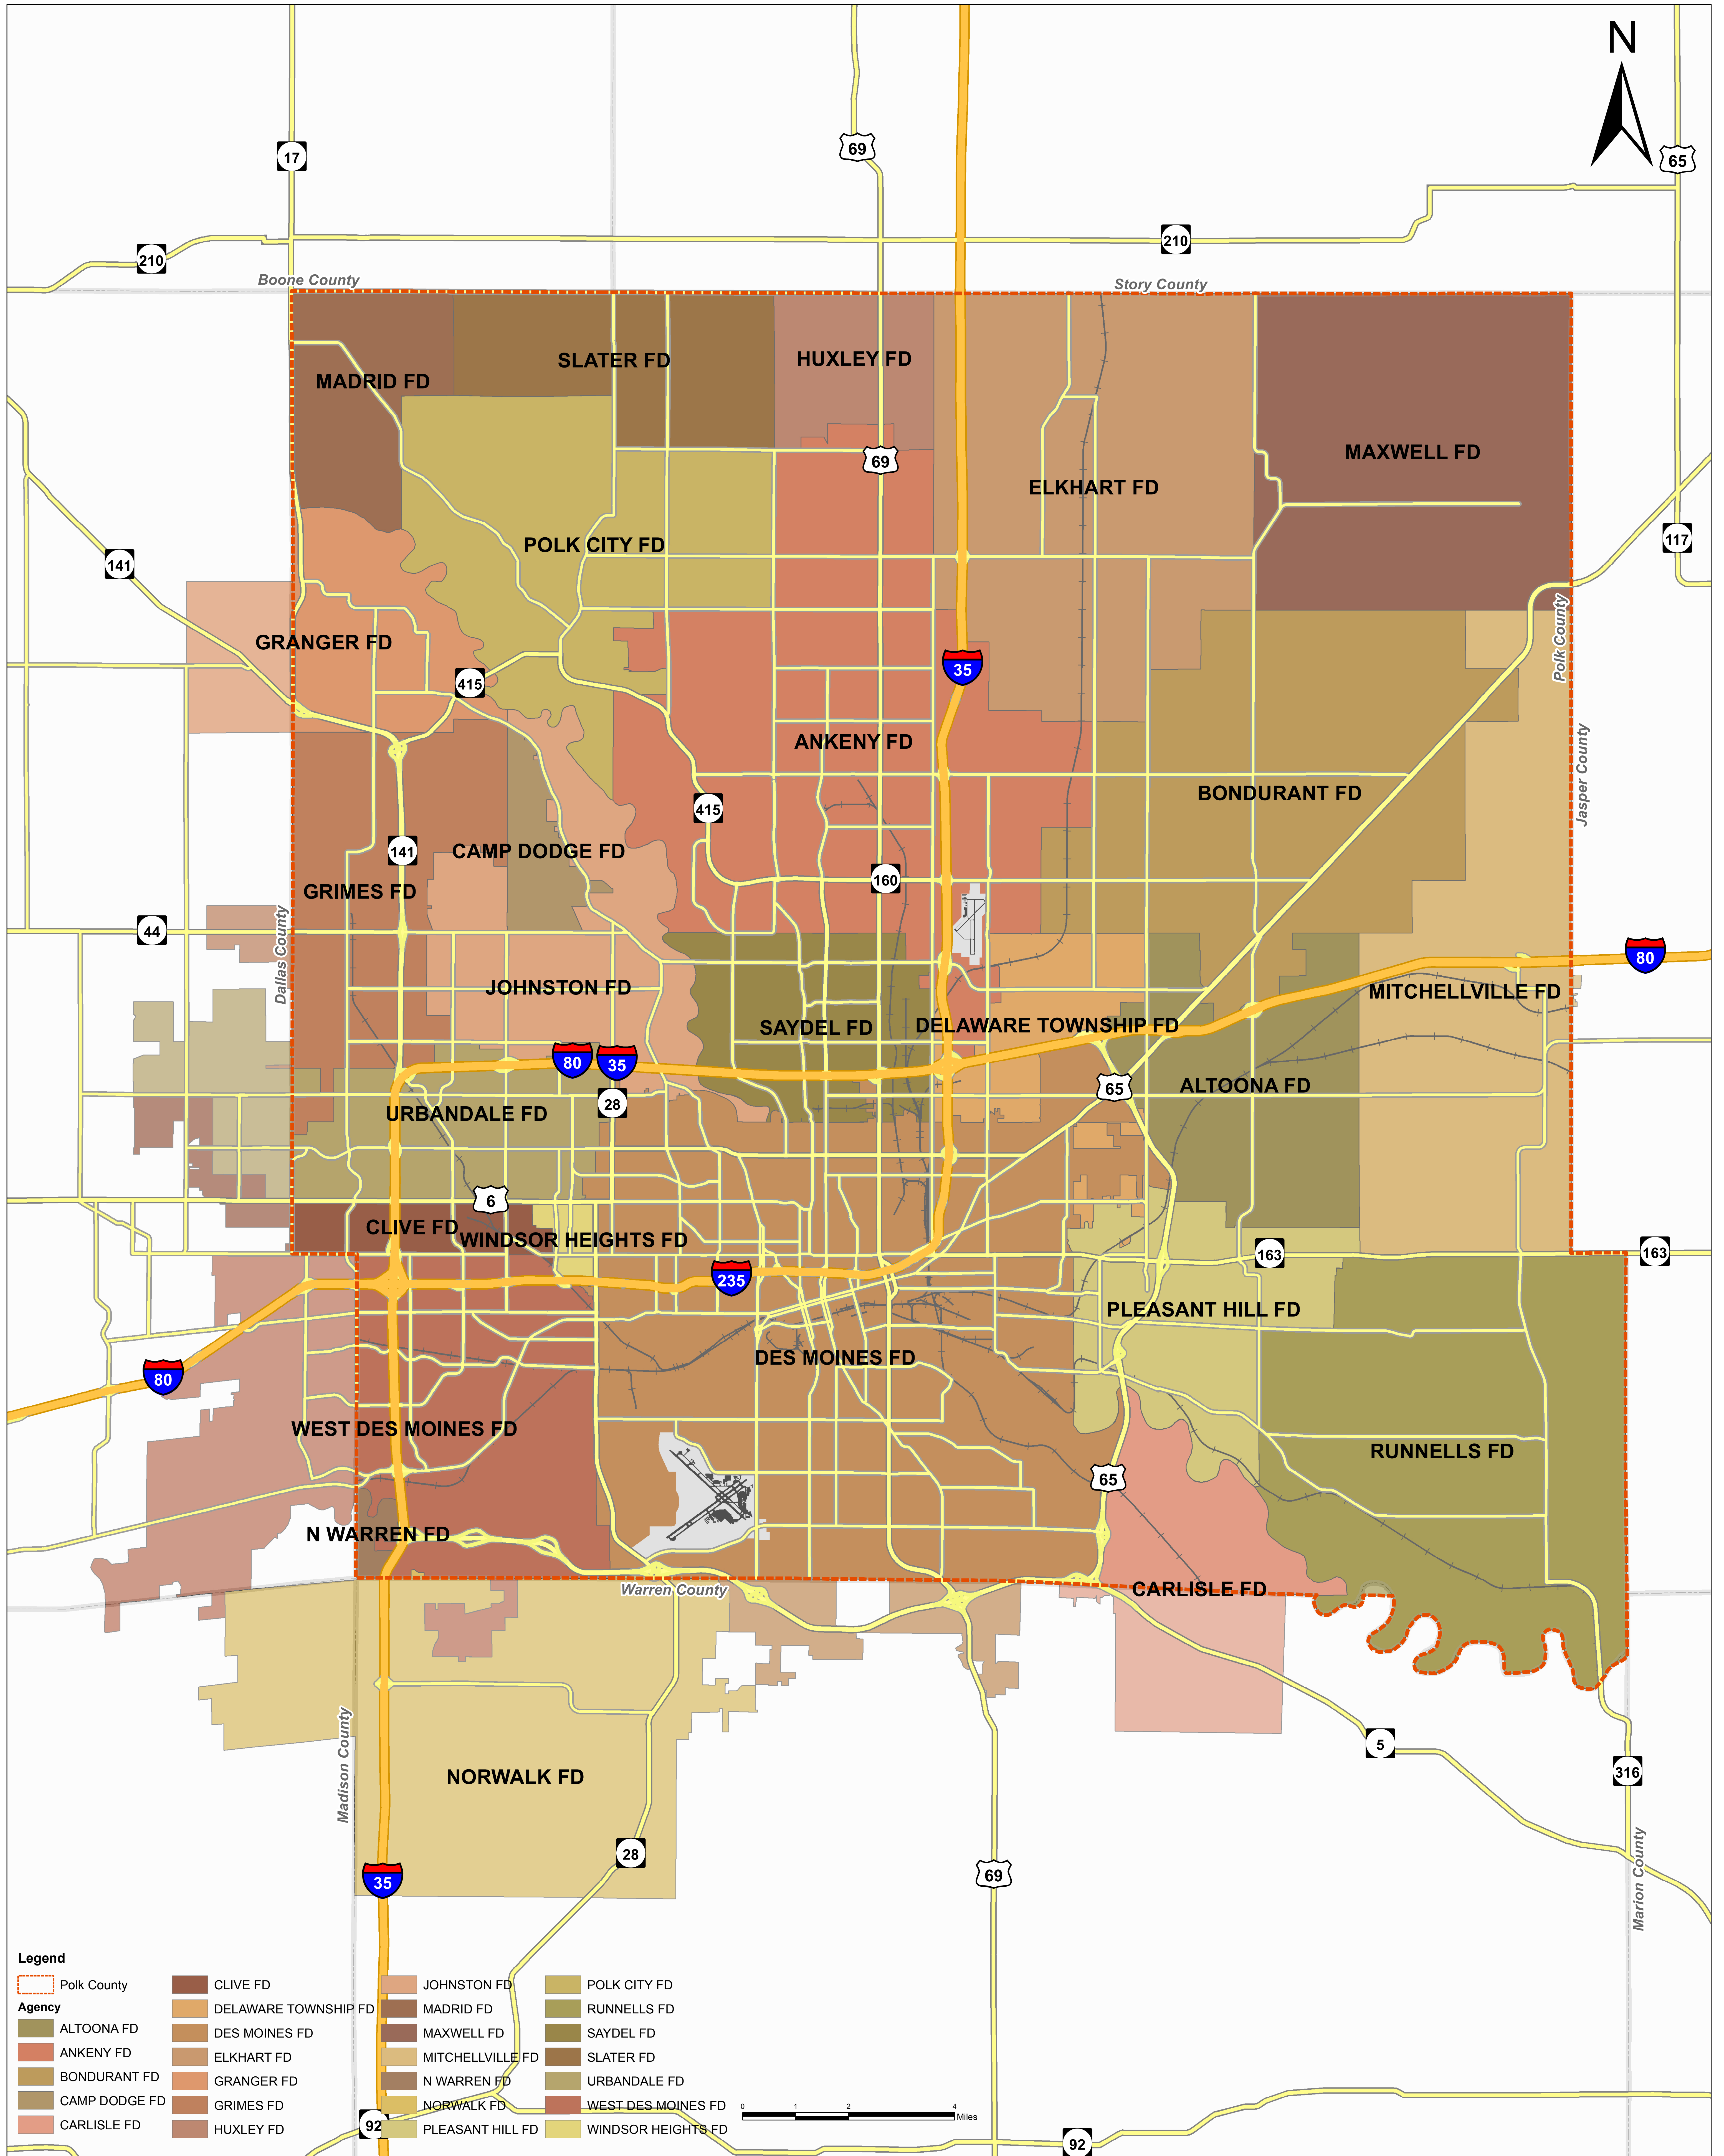 N
17
69
65
210
210
Boone County
Story County
SLATER FD
HUXLEY FD
MADRID FD
MAXWELL FD
69
ELKHART FD
117
POLK CITY FD
141
Polk County
GRANGER FD
35
415
ANKENY FD
Jasper County
BONDURANT FD
415
CAMP DODGE FD
141
160
GRIMES FD
44
Dallas County
80
JOHNSTON FD
MITCHELLVILLE FD
SAYDEL FD
DELAWARE TOWNSHIP FD
80
35
65
ALTOONA FD
28
URBANDALE FD
6
CLIVE FD
WINDSOR HEIGHTS FD
163
163
235
PLEASANT HILL FD
DES MOINES FD
80
WEST DES MOINES FD
RUNNELLS FD
65
N WARREN FD
Warren County
CARLISLE FD
Madison County
5
316
NORWALK FD
28
69
35
Marion County
Legend
Polk County
Agency
ALTOONA FD
ANKENY FD
BONDURANT FD
CAMP DODGE FD
CARLISLE FD
CLIVE FD
DELAWARE TOWNSHIP FD
DES MOINES FD
ELKHART FD
GRANGER FD
GRIMES FD
HUXLEY FD
JOHNSTON FD
MADRID FD
MAXWELL FD
MITCHELLVILLE FD
N WARREN FD
NORWALK FD
PLEASANT HILL FD
POLK CITY FD
RUNNELLS FD
SAYDEL FD
SLATER FD
URBANDALE FD
WEST DES MOINES FD
WINDSOR HEIGHTS FD
0 1 2 4
Miles
92
92